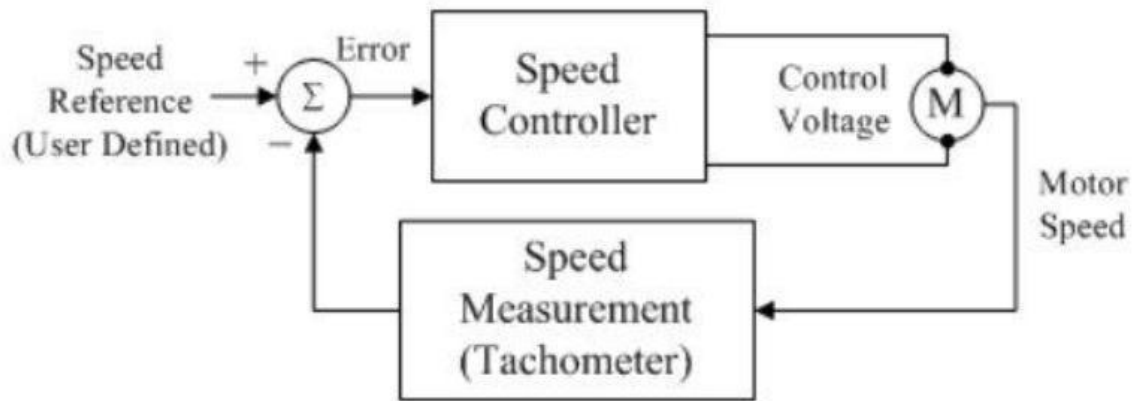 Speed
Reference
(User Defined)
+
−
Σ
Error
Speed
Controller
Control
Voltage
M
Motor
Speed
Speed
Measurement
(Tachometer)